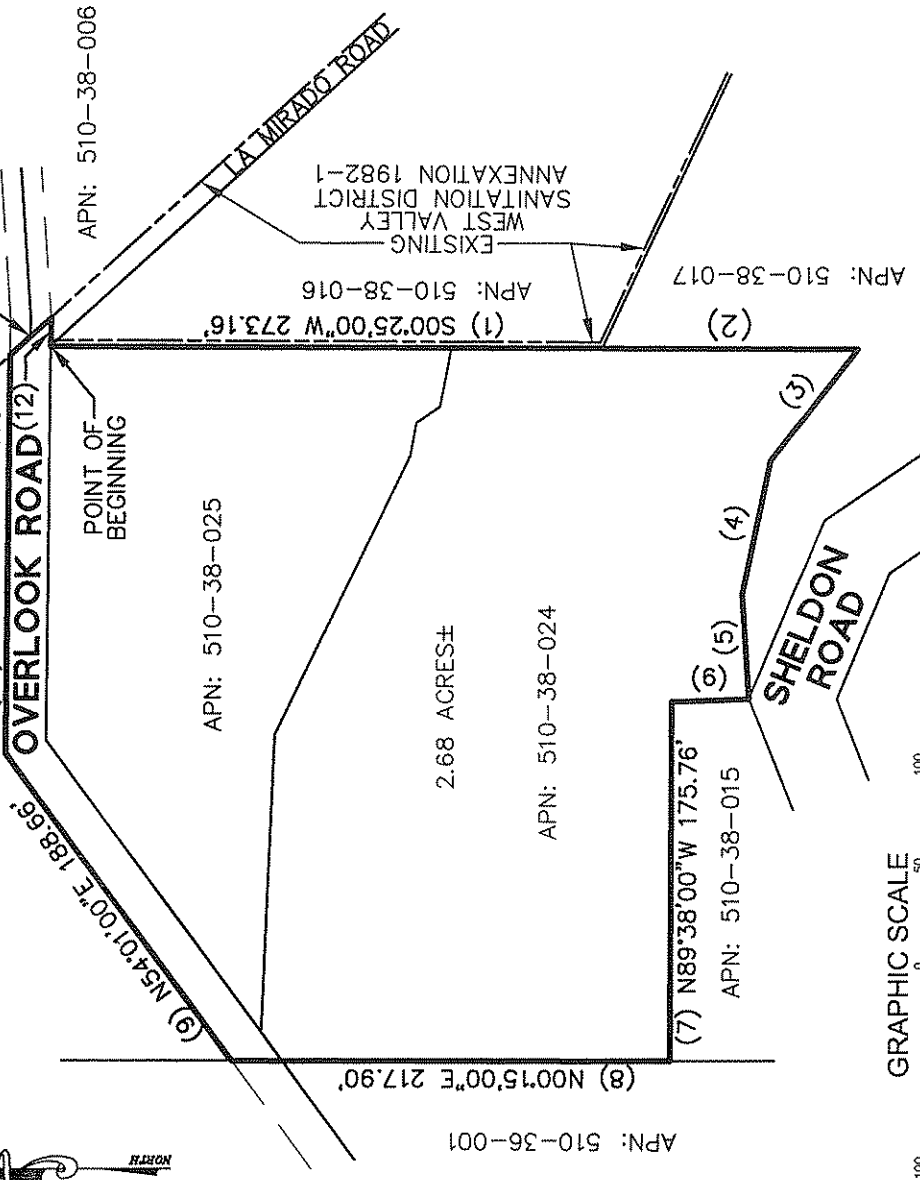 APN: 510-38-006
LA MIRADO ROAD
OVERLOOK ROAD
(12)
POINT OF
BEGINNING
EXISTING
WEST VALLEY
SANITATION DISTRICT
ANNEXATION 1982-1
APN: 510-38-016
(1) S00°25'00"W 273.16'
APN: 510-38-017
(2)
(3)
(4)
(5)
(6)
SHELDON
ROAD
APN: 510-38-025
2.68 ACRES±
APN: 510-38-024
(7) N89°38'00"W 175.76'
APN: 510-38-015
(8) N00°15'00"E 217.90'
(9) N54°01'00"E 188.66'
APN: 510-36-001
NORTH
GRAPHIC SCALE
100
0
50
100